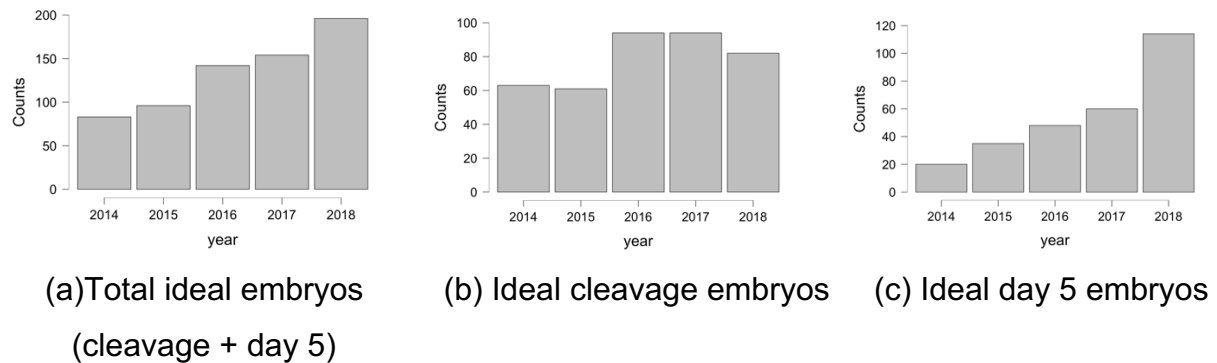 200
150
100
50
0
Counts
2014 2015 2016 2017 2018
year
(a)Total ideal embryos
(cleavage + day 5)
100
80
60
40
20
0
Counts
2014 2015 2016 2017 2018
year
(b) Ideal cleavage embryos
120
100
80
60
40
20
0
Counts
2014 2015 2016 2017 2018
year
(c) Ideal day 5 embryos